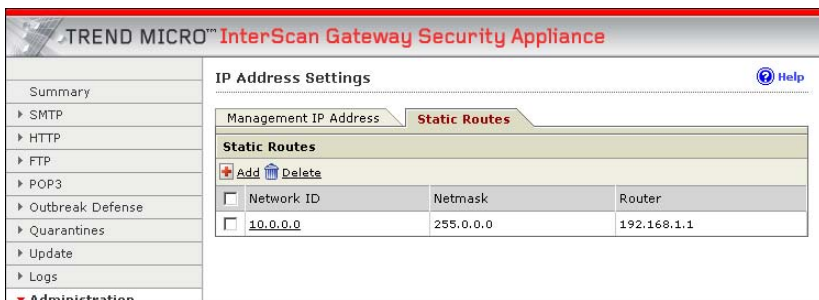 TREND MICRO™ InterScan Gateway Security Appliance
IP Address Settings
Help
Summary
SMTP
HTTP
FTP
POP3
Outbreak Defense
Quarantines
Update
Logs
Administration
Management IP Address
Static Routes
Static Routes
Add Delete
Network ID Netmask Router
10.0.0.0 255.0.0.0 192.168.1.1